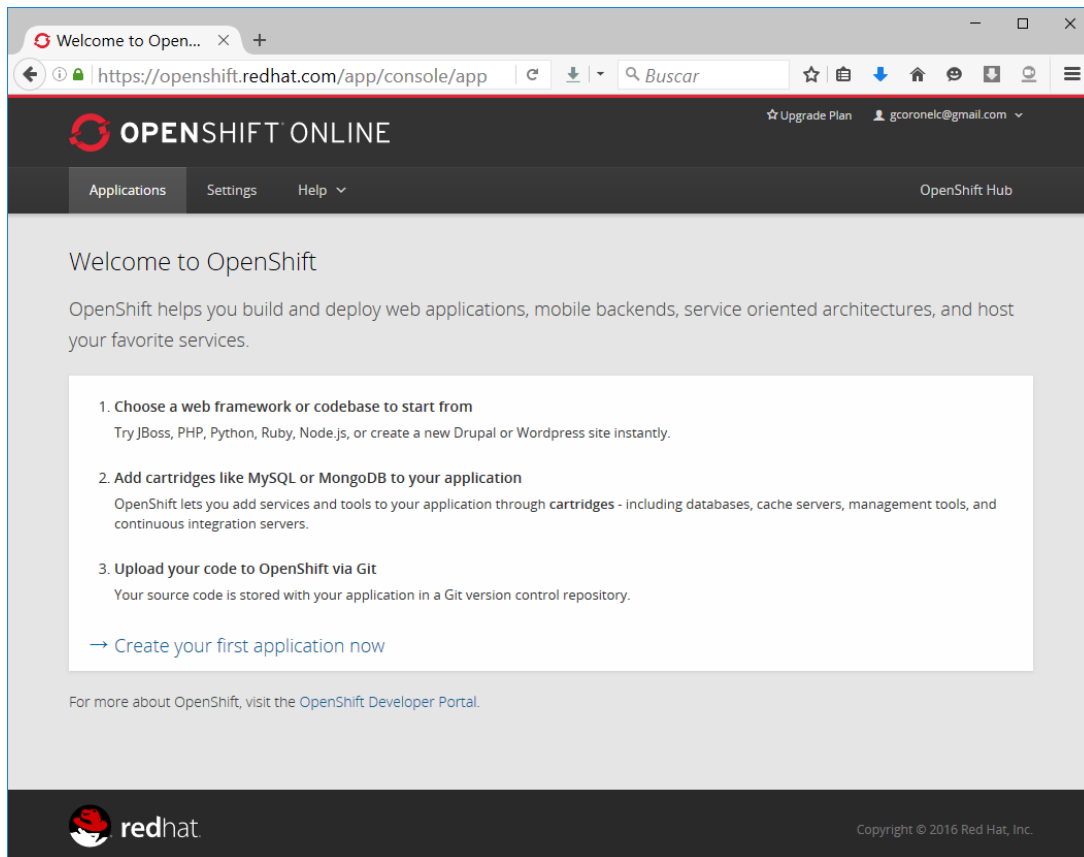 Welcome to Open...
https://openshift.redhat.com/app/console/app
Buscar
OPENSHIFT ONLINE
Upgrade Plan
gcoronelc@gmail.com
Applications Settings Help
OpenShift Hub
Welcome to OpenShift
OpenShift helps you build and deploy web applications, mobile backends, service oriented architectures, and host
your favorite services.
1. Choose a web framework or codebase to start from
Try JBoss, PHP, Python, Ruby, Node.js, or create a new Drupal or Wordpress site instantly.
2. Add cartridges like MySQL or MongoDB to your application
OpenShift lets you add services and tools to your application through cartridges - including databases, cache servers, management tools, and
continuous integration servers.
3. Upload your code to OpenShift via Git
Your source code is stored with your application in a Git version control repository.
→ Create your first application now
For more about OpenShift, visit the OpenShift Developer Portal.
redhat.
Copyright © 2016 Red Hat, Inc.